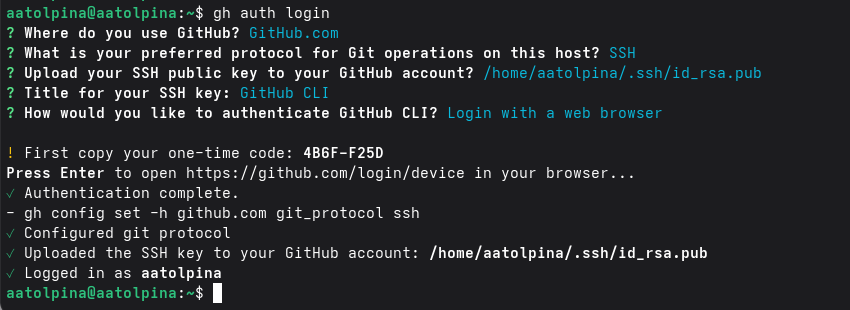 aatolpina@aatolpina:~$ gh auth login
? Where do you use GitHub? GitHub.com
? What is your preferred protocol for Git operations on this host? SSH
? Upload your SSH public key to your GitHub account? /home/aatolpina/.ssh/id_rsa.pub
? Title for your SSH key: GitHub CLI
? How would you like to authenticate GitHub CLI? Login with a web browser
! First copy your one-time code: 4B6F-F25D
Press Enter to open https://github.com/login/device in your browser...
✓ Authentication complete.
- gh config set -h github.com git_protocol ssh
✓ Configured git protocol
✓ Uploaded the SSH key to your GitHub account: /home/aatolpina/.ssh/id_rsa.pub
✓ Logged in as aatolpina
aatolpina@aatolpina:~$